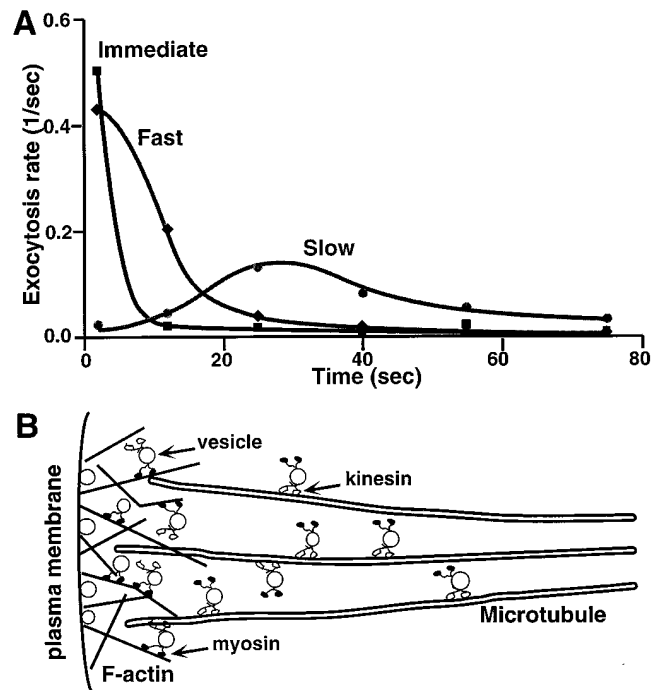 A
0.6
Immediate
0.4
Fast
0.2
Slow
0.0
Exocytosis rate (1/sec)
0
20
40
60
80
Time (sec)
B
vesicle
kinesin
plasma membrane
Microtubule
myosin
F-actin